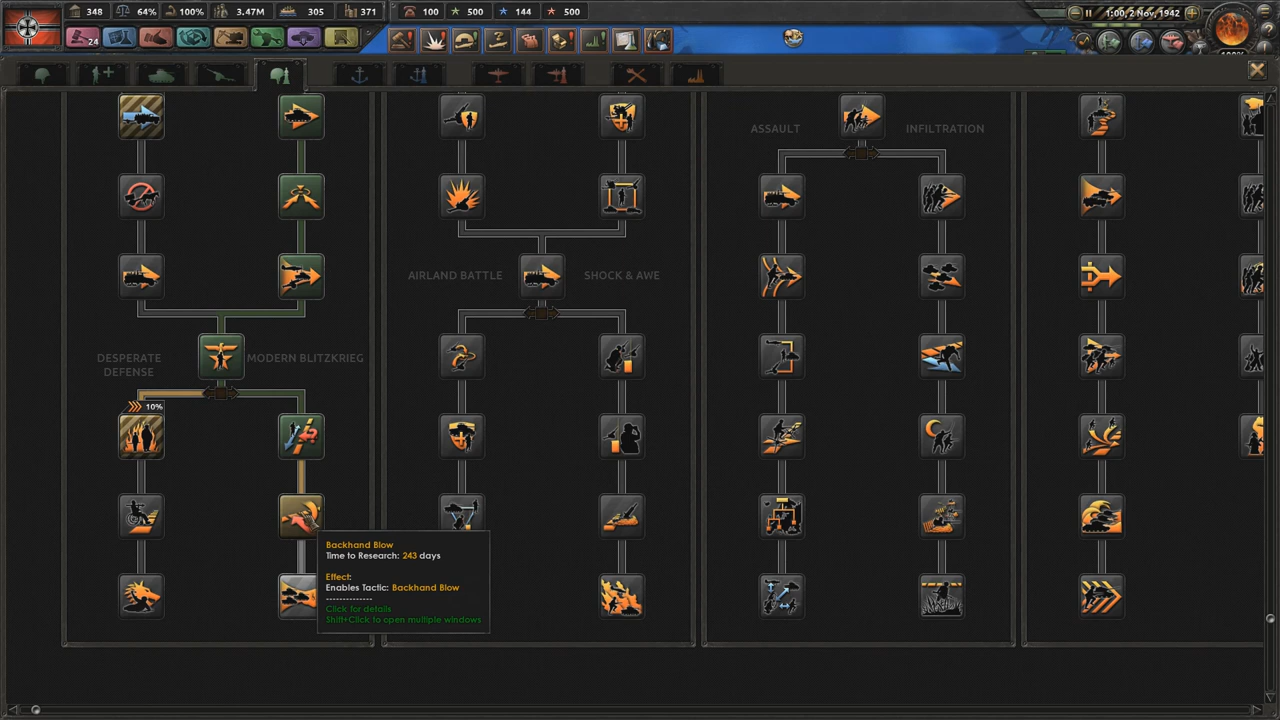 348 64% 100% 3.47M 305 371 100 500 144 500 1:00, 2 Nov, 1942
24
100%
ASSAULT INFILTRATION
AIRLAND BATTLE SHOCK & AWE
DESPERATE
DEFENSE
MODERN BLITZKRIEG
10%
Backhand Blow
Time to Research: 243 days
Effect:
Enables Tactic: Backhand Blow
-------------
Click for details
Shift+Click to open multiple windows